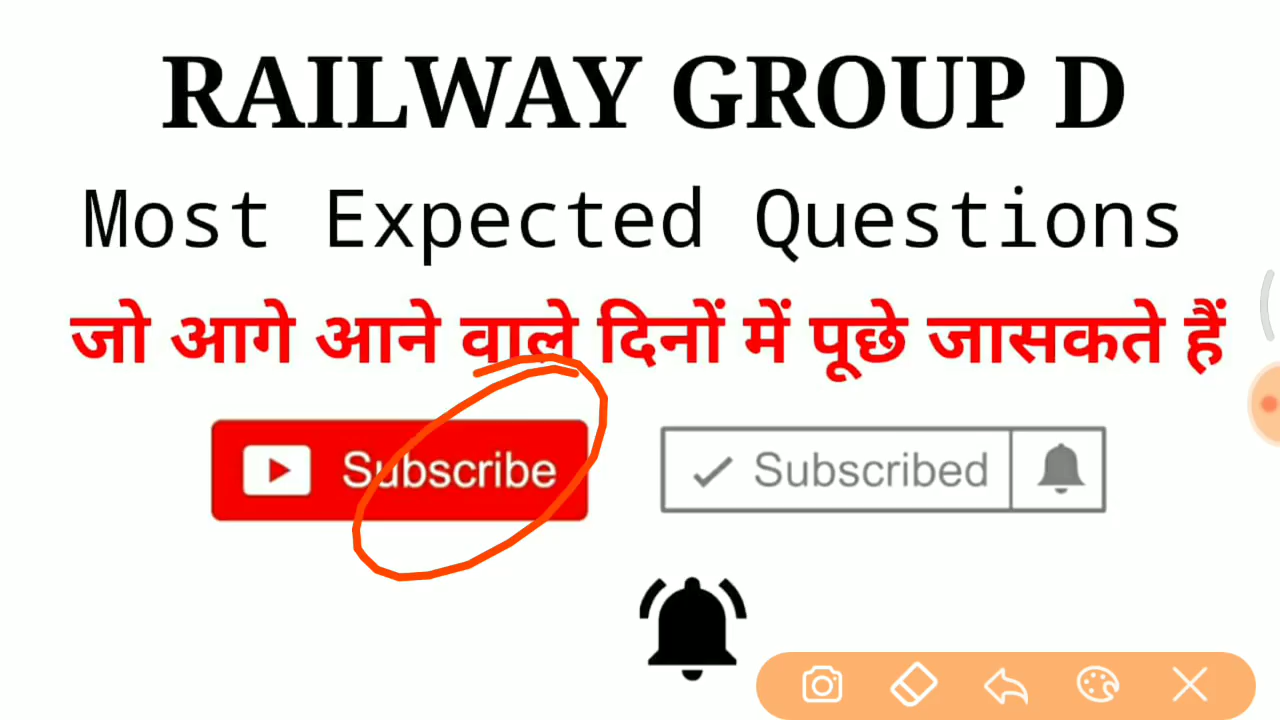 RAILWAY GROUP D
Most Expected Questions
जो आगे आने वाले दिनों में पूछे जासकते हैं
Subscribe
Subscribed